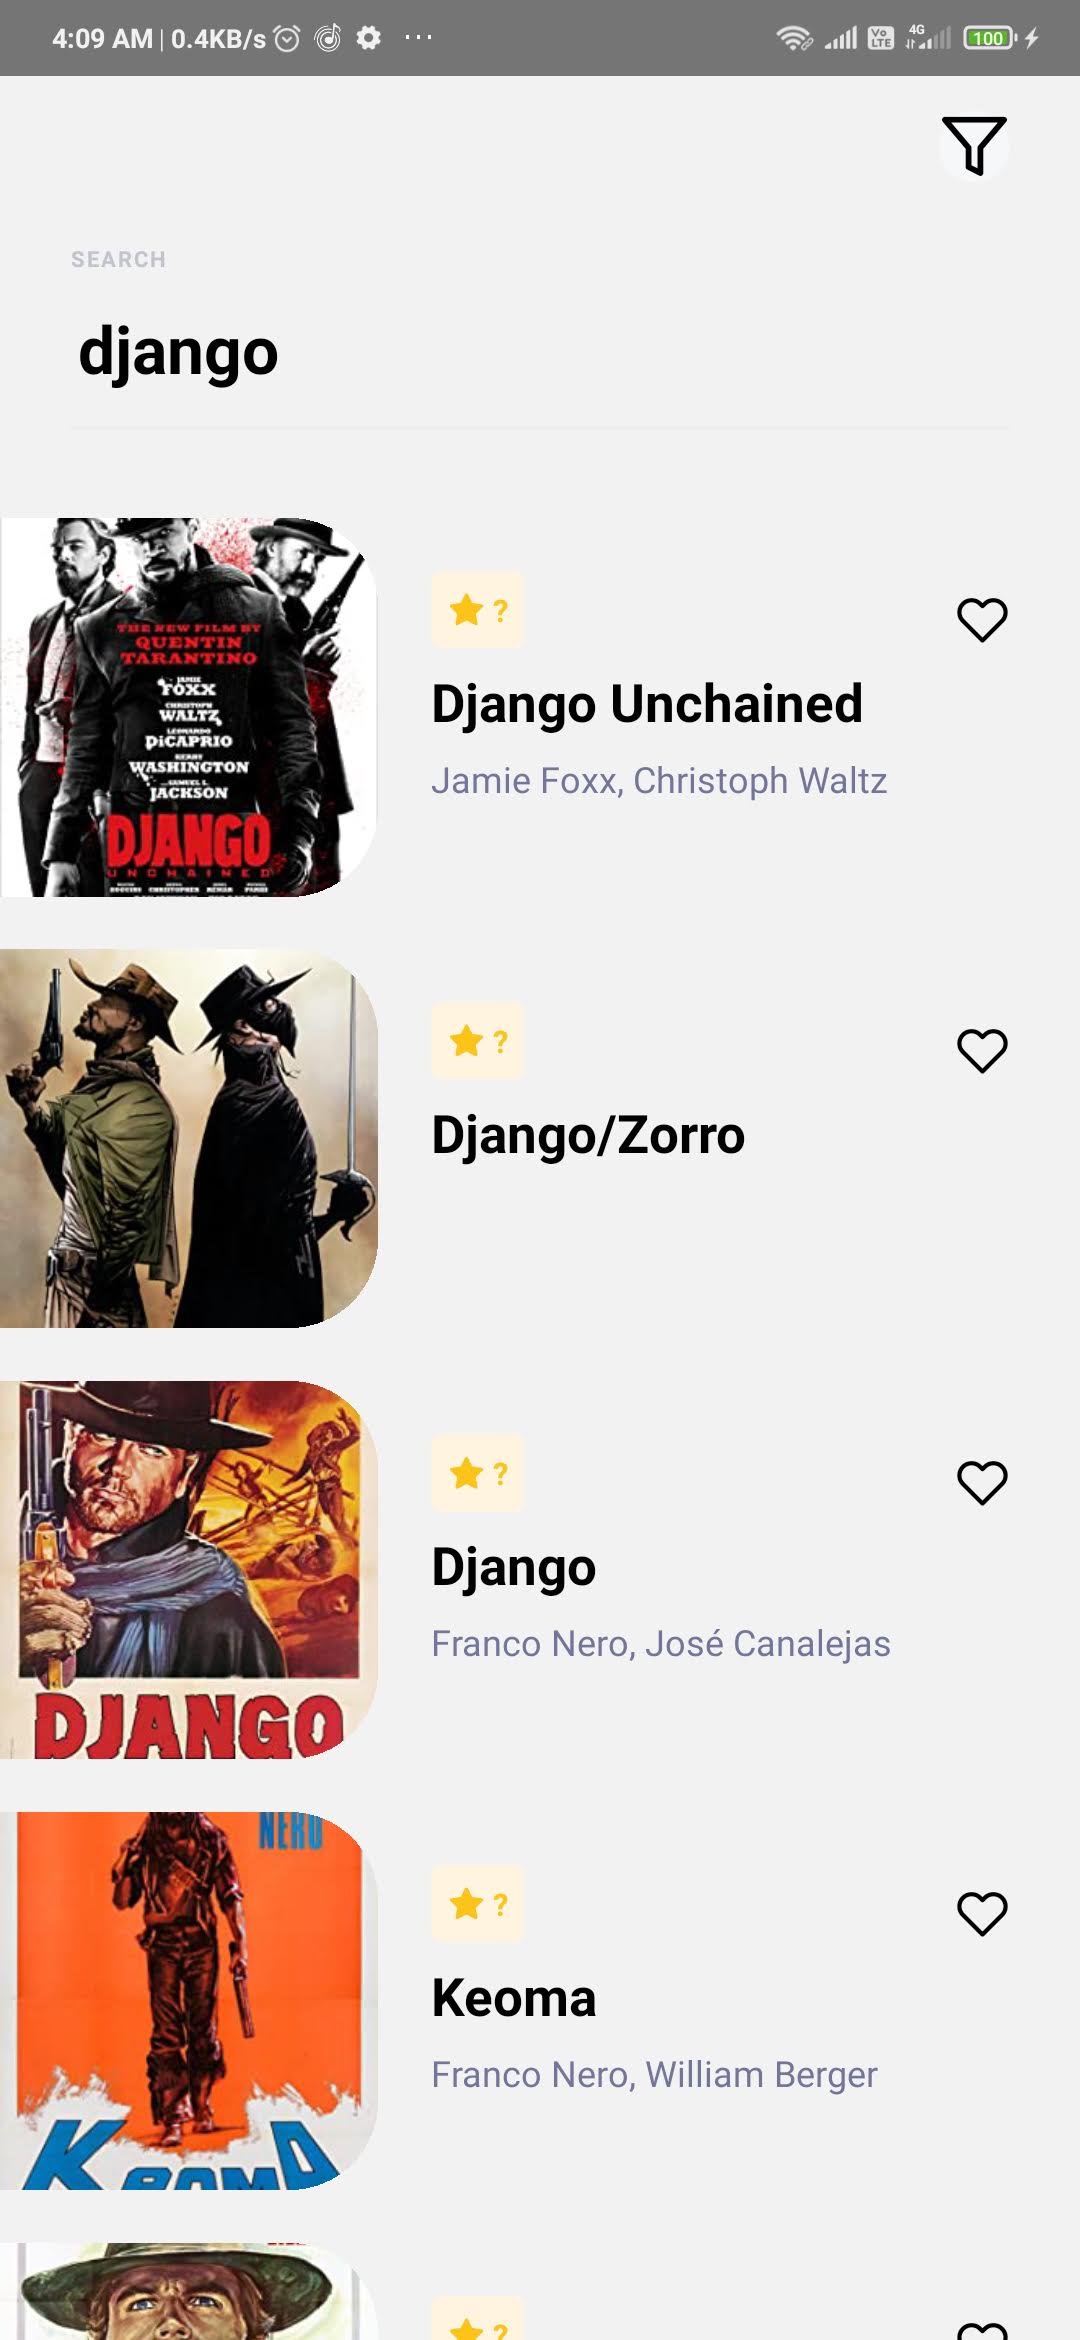 4:09 AM | 0.4KB/s ...
Vo LTE 4G 100
SEARCH
django
THE NEW FILM BY
QUENTIN
TARANTINO
JAMIE
FOXX
CHRISTOPH
WALTZ
LEONARDO
DiCAPRIO
KERRY
WASHINGTON
SAMUEL L.
JACKSON
DJANGO
UNCHAINED
?
Django Unchained
Jamie Foxx, Christoph Waltz
?
Django/Zorro
DJANGO
?
Django
Franco Nero, José Canalejas
NERO
KEOMA
?
Keoma
Franco Nero, William Berger
?